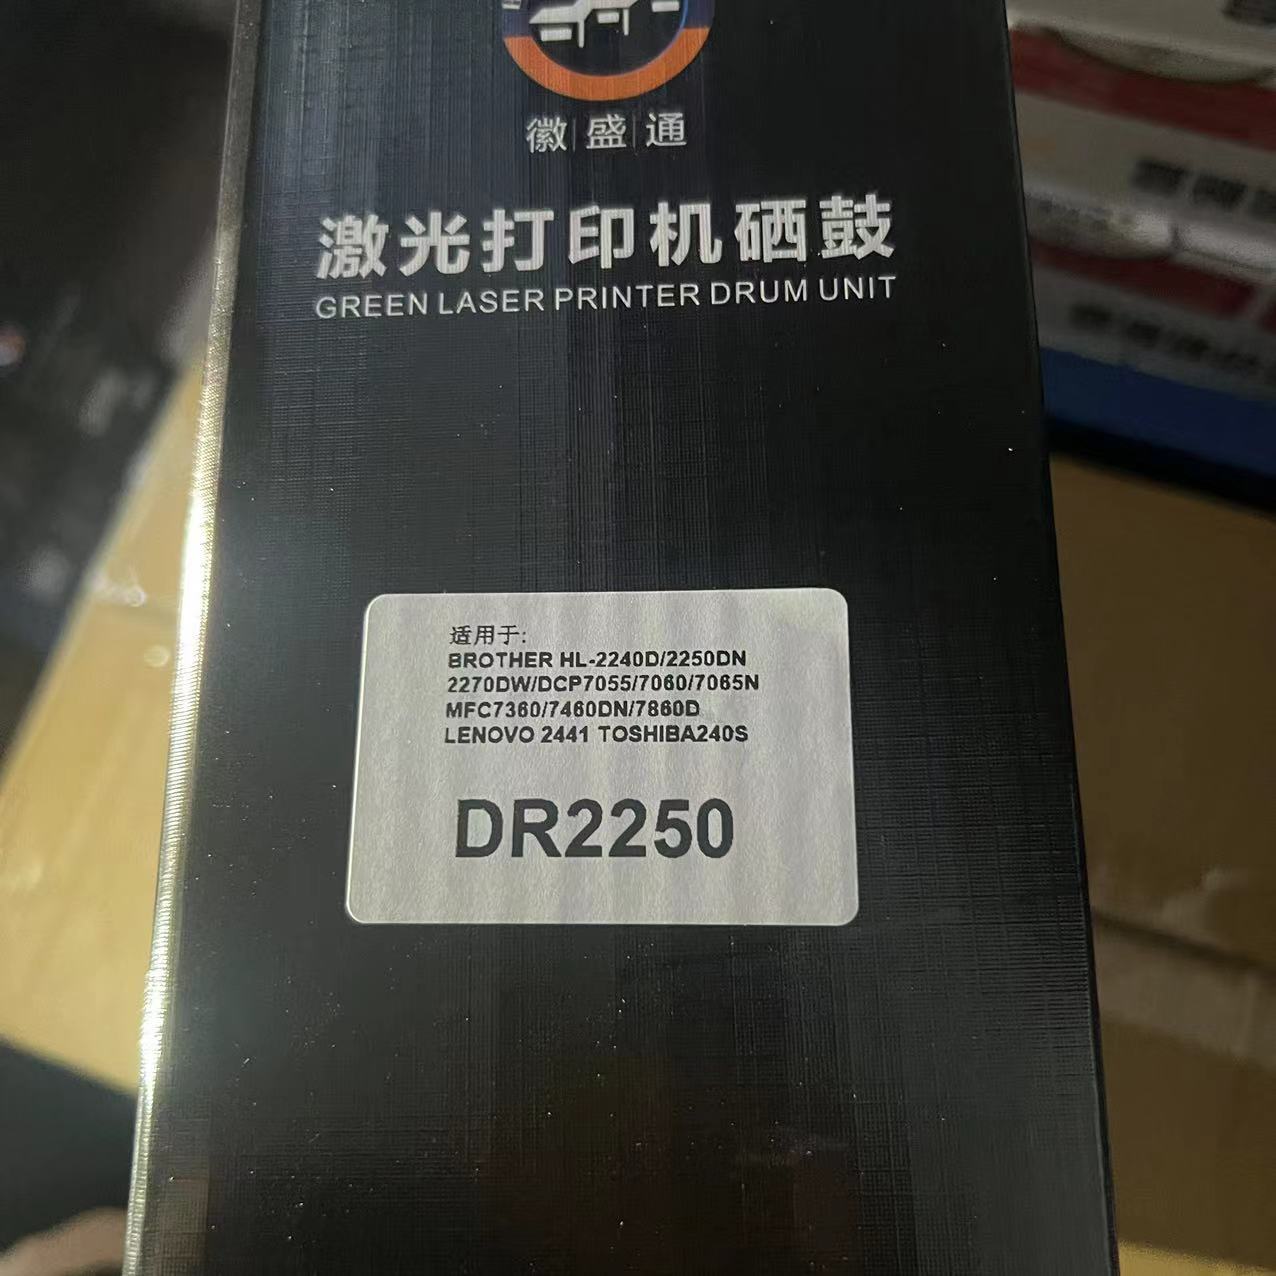 徽盛通
激光打印机硒鼓
GREEN LASER PRINTER DRUM UNIT
适用于:
BROTHER HL-2240D/2250DN
2270DW/DCP7055/7060/7065N
MFC7360/7460DN/7860D
LENOVO 2441 TOSHIBA240S
DR2250